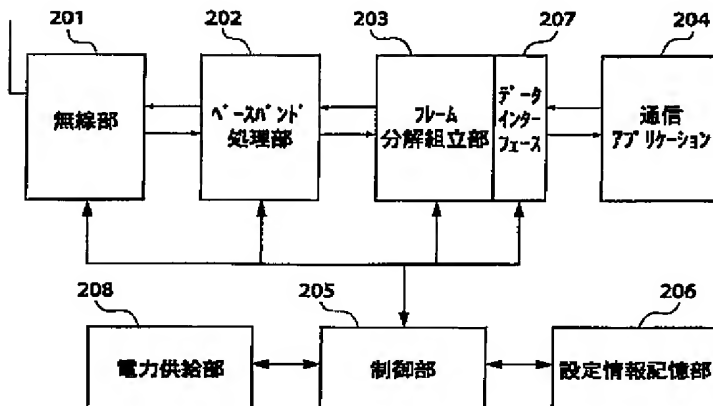 201
202
203
207
204
無線部
ベースバンド
処理部
フレーム
分解組立部
データ
インター
フェース
通信
アプリケーション
208
205
206
電力供給部
制御部
設定情報記憶部